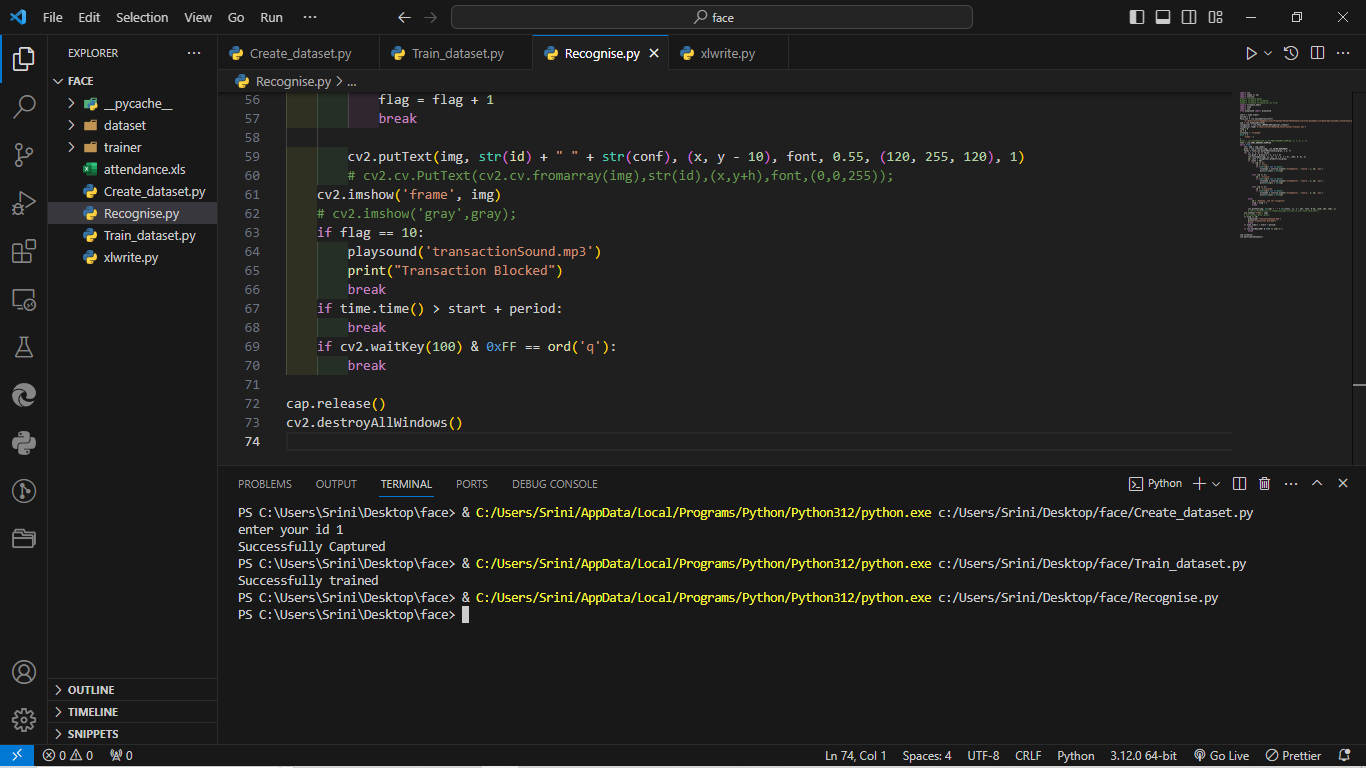 File Edit Selection View Go Run ··· face
EXPLORER ···
FACE
__pycache__
dataset
trainer
attendance.xls
Create_dataset.py
Recognise.py
Train_dataset.py
xlwrite.py
OUTLINE
TIMELINE
SNIPPETS
Create_dataset.py Train_dataset.py Recognise.py xlwrite.py
Recognise.py > ...
56 flag = flag + 1
57 break
58
59 cv2.putText(img, str(id) + " " + str(conf), (x, y - 10), font, 0.55, (120, 255, 120), 1)
60 # cv2.cv.PutText(cv2.cv.fromarray(img),str(id),(x,y+h),font,(0,0,255));
61 cv2.imshow('frame', img)
62 # cv2.imshow('gray',gray);
63 if flag == 10:
64 playsound('transactionSound.mp3')
65 print("Transaction Blocked")
66 break
67 if time.time() > start + period:
68 break
69 if cv2.waitKey(100) & 0xFF == ord('q'):
70 break
71
72 cap.release()
73 cv2.destroyAllWindows()
74
PROBLEMS OUTPUT TERMINAL PORTS DEBUG CONSOLE Python
PS C:\Users\Srini\Desktop\face> & C:/Users/Srini/AppData/Local/Programs/Python/Python312/python.exe c:/Users/Srini/Desktop/face/Create_dataset.py
enter your id 1
Successfully Captured
PS C:\Users\Srini\Desktop\face> & C:/Users/Srini/AppData/Local/Programs/Python/Python312/python.exe c:/Users/Srini/Desktop/face/Train_dataset.py
Successfully trained
PS C:\Users\Srini\Desktop\face> & C:/Users/Srini/AppData/Local/Programs/Python/Python312/python.exe c:/Users/Srini/Desktop/face/Recognise.py
PS C:\Users\Srini\Desktop\face>
0 0 0 Ln 74, Col 1 Spaces: 4 UTF-8 CRLF Python 3.12.0 64-bit Go Live Prettier